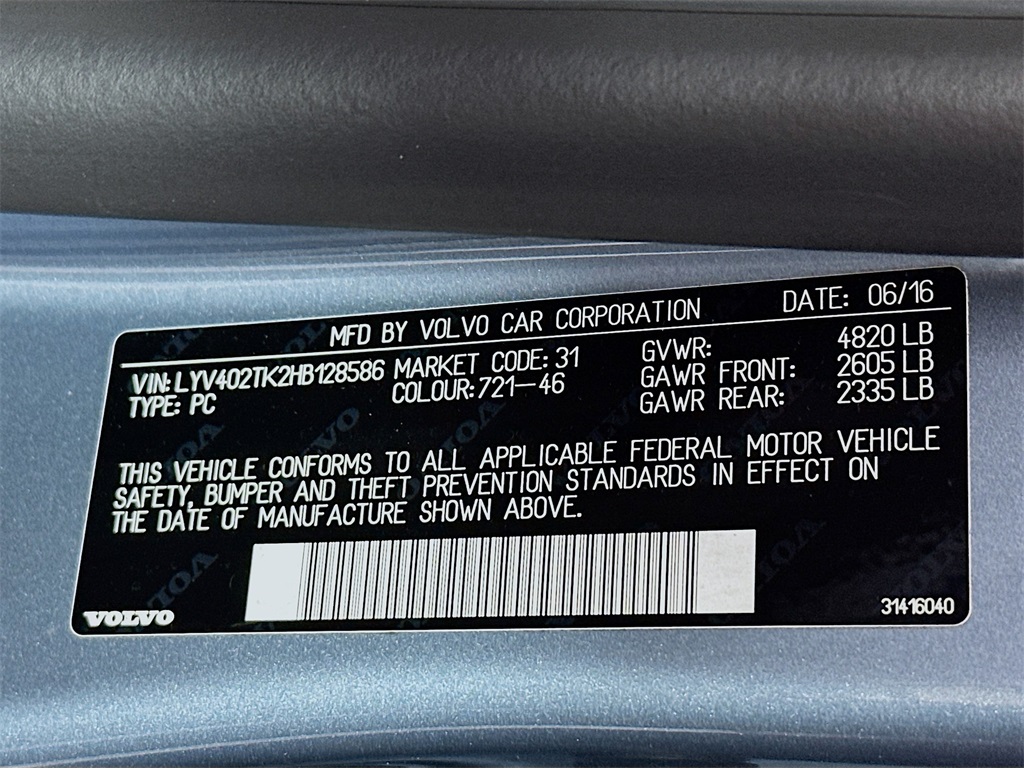 MFD BY VOLVO CAR CORPORATION DATE: 06/16
VIN: LYV402TK2HB128586 MARKET CODE: 31 GVWR: 4820 LB
TYPE: PC COLOUR: 721-46 GAWR FRONT: 2605 LB
GAWR REAR: 2335 LB
THIS VEHICLE CONFORMS TO ALL APPLICABLE FEDERAL MOTOR VEHICLE
SAFETY, BUMPER AND THEFT PREVENTION STANDARDS IN EFFECT ON
THE DATE OF MANUFACTURE SHOWN ABOVE.
VOLVO 31416040